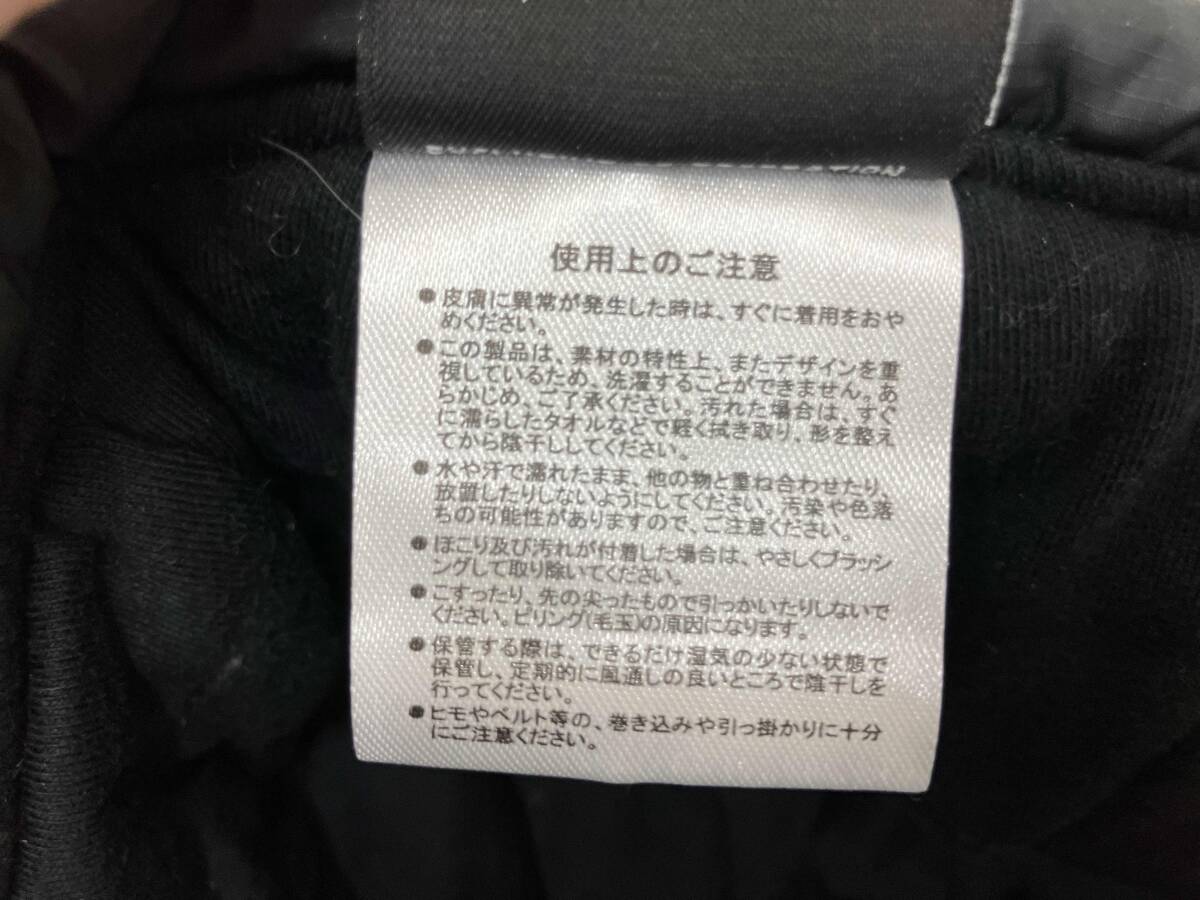 使用上のご注意
●皮膚に異常が発生した時は、すぐに着用をおや
めください。
●この製品は、素材の特性上、またデザインを重
視しているため、洗濯することができません。あ
らかじめ、ご了承ください。汚れた場合は、すぐ
に濡らしたタオルなどで軽く拭き取り、形を整え
てから陰干ししてください。
●水や汗で濡れたまま、他の物と重ね合わせたり、
放置したりしないようにしてください。汚染や色落
ちの可能性がありますので、ご注意ください。
●ほこり及び汚れが付着した場合は、やさしくブラッシ
ングして取り除いてください。
●こすったり、先の尖ったもので引っかいたりしないで
ください。ピリング(毛玉)の原因になります。
●保管する際は、できるだけ湿気の少ない状態で
保管し、定期的に風通しの良いところで陰干しを
行ってください。
●ヒモやベルト等の、巻き込みや引っ掛かりに十分
にご注意ください。